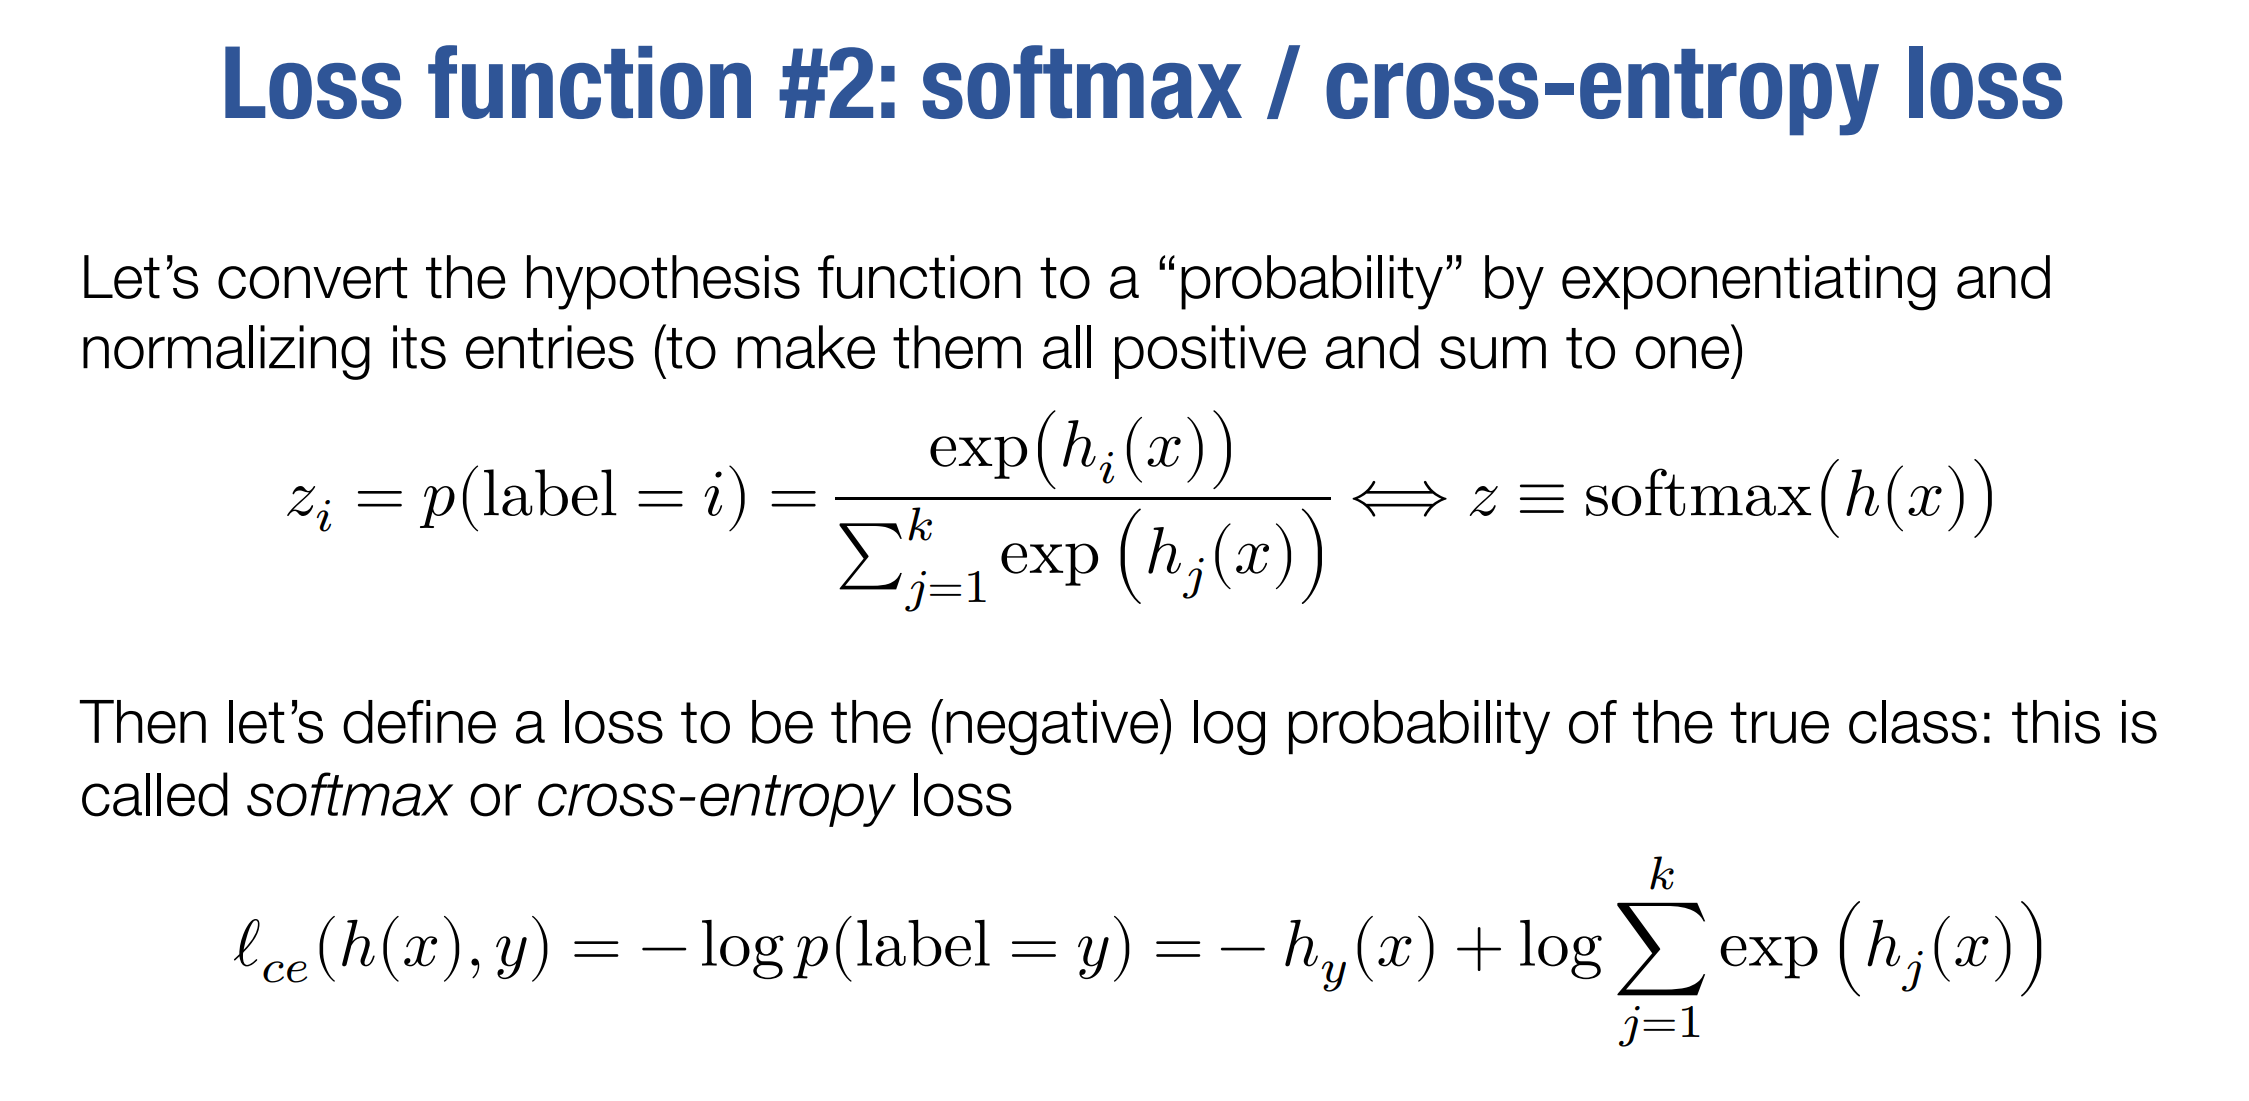 Loss function #2: softmax / cross-entropy loss
Let’s convert the hypothesis function to a “probability” by exponentiating and
normalizing its entries (to make them all positive and sum to one)
$z_i = p(\text{label} = i) = \frac{\exp(h_i(x))}{\sum_{j=1}^{k} \exp(h_j(x))} \Longleftrightarrow z \equiv \text{softmax}(h(x))$
Then let’s define a loss to be the (negative) log probability of the true class: this is
called softmax or cross-entropy loss
$\ell_{ce}(h(x), y) = -\log p(\text{label} = y) = -h_y(x) + \log \sum_{j=1}^{k} \exp(h_j(x))$